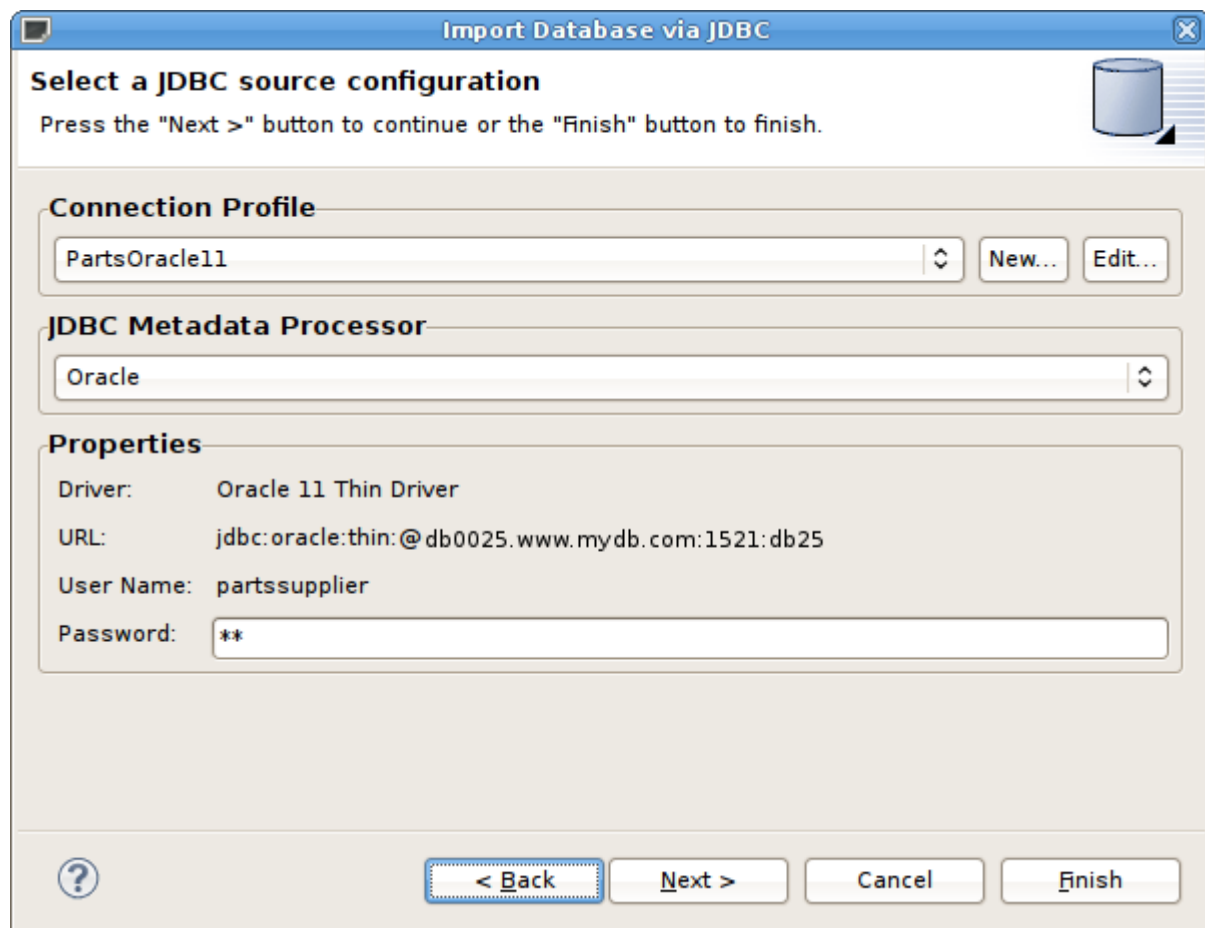 Import Database via JDBC
Select a JDBC source configuration
Press the "Next >" button to continue or the "Finish" button to finish.
Connection Profile
PartsOracle11
New...
Edit...
JDBC Metadata Processor
Oracle
Properties
Driver: Oracle 11 Thin Driver
URL: jdbc:oracle:thin:@db0025.www.mydb.com:1521:db25
User Name: partssupplier
Password: **
?
< Back
Next >
Cancel
Finish